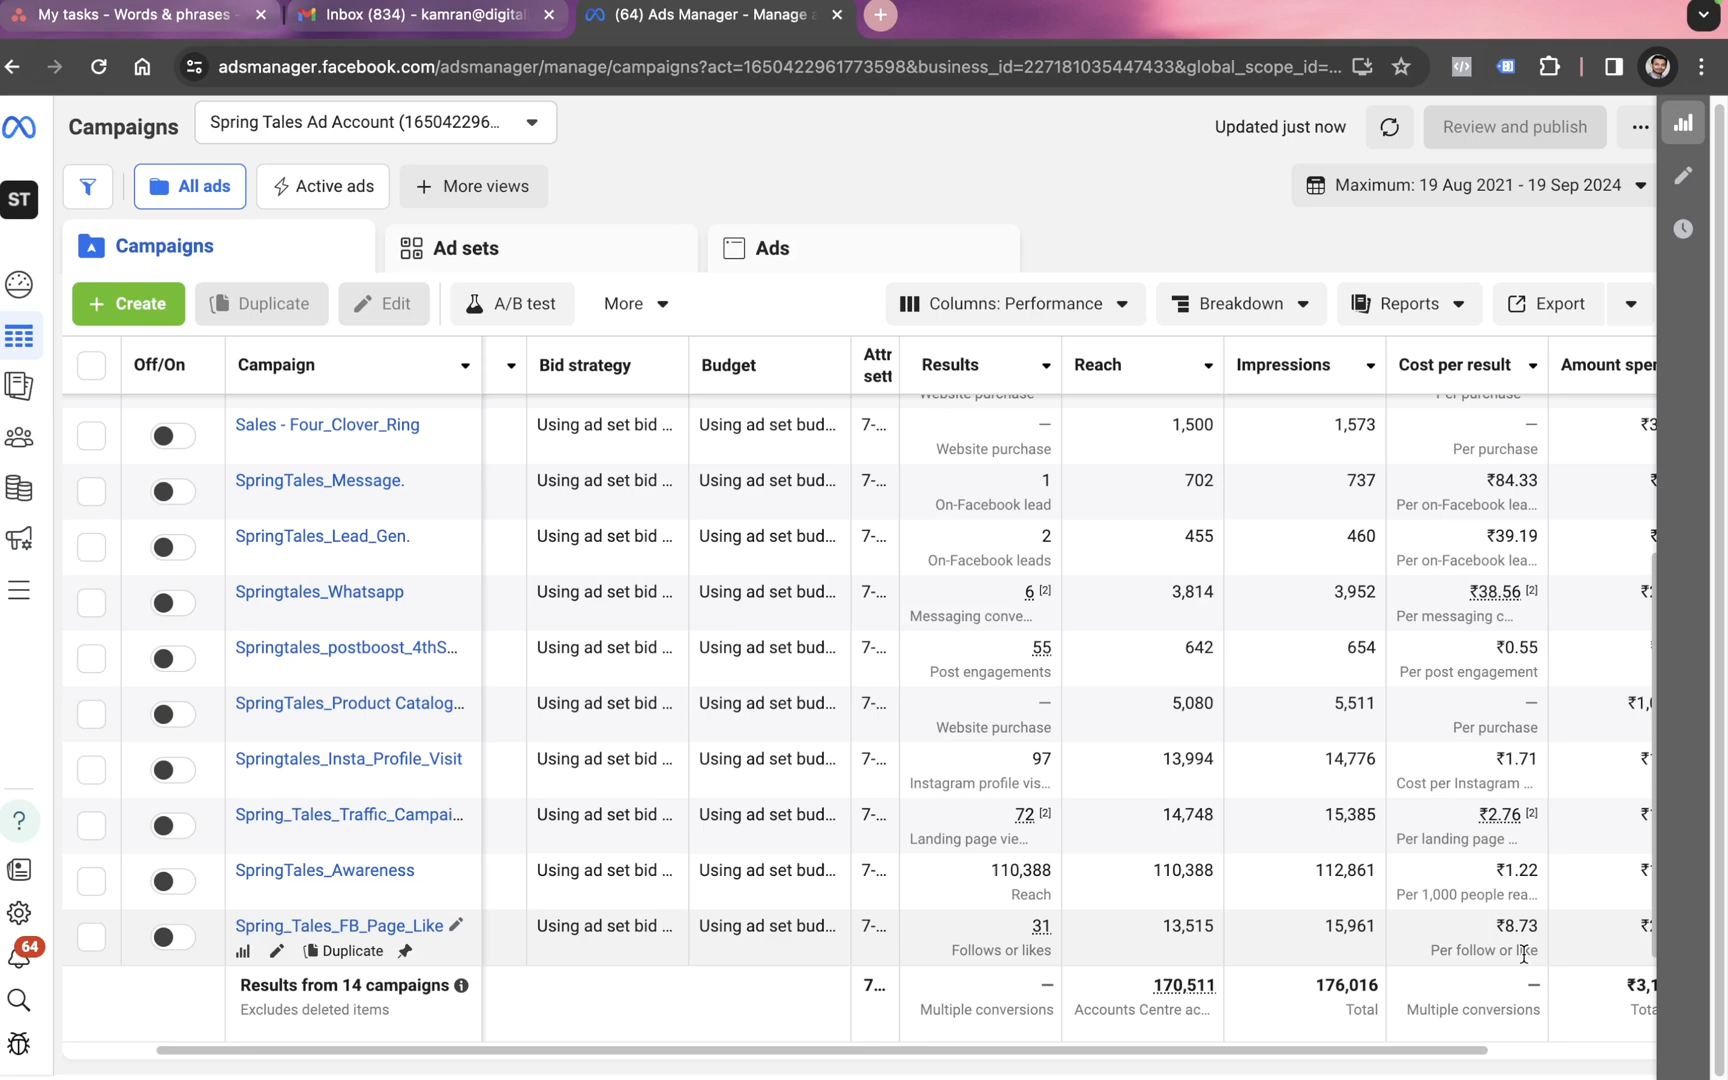 My tasks - Words & phrases -
Inbox (834) - kamran@digital
(64) Ads Manager - Manage a
adsmanager.facebook.com/adsmanager/manage/campaigns?act=1650422961773598&business_id=227181035447433&global_scope_id=...
Campaigns
Spring Tales Ad Account (165042296...
Updated just now
Review and publish
ST
All ads
Active ads
+ More views
Maximum: 19 Aug 2021 - 19 Sep 2024
Campaigns
Ad sets
Ads
+ Create
Duplicate
Edit
A/B test
More
Columns: Performance
Breakdown
Reports
Export
Off/On
Campaign
Bid strategy
Budget
Attr
sett
Results
Reach
Impressions
Cost per result
Amount sper
Website purchase
Per purchase
Sales - Four_Clover_Ring Using ad set bid ... Using ad set bud... 7-... — 1,500 1,573 — ₹3
Website purchase Per purchase
SpringTales_Message. Using ad set bid ... Using ad set bud... 7-... 1 702 737 ₹84.33 ₹
On-Facebook lead Per on-Facebook lea...
SpringTales_Lead_Gen. Using ad set bid ... Using ad set bud... 7-... 2 455 460 ₹39.19 ₹
On-Facebook leads Per on-Facebook lea...
Springtales_Whatsapp Using ad set bid ... Using ad set bud... 7-... 6 [2] 3,814 3,952 ₹38.56 [2] ₹2
Messaging conve... Per messaging c...
Springtales_postboost_4thS... Using ad set bid ... Using ad set bud... 7-... 55 642 654 ₹0.55
Post engagements Per post engagement
SpringTales_Product Catalog... Using ad set bid ... Using ad set bud... 7-... — 5,080 5,511 — ₹1,0
Website purchase Per purchase
Springtales_Insta_Profile_Visit Using ad set bid ... Using ad set bud... 7-... 97 13,994 14,776 ₹1.71 ₹
Instagram profile vis... Cost per Instagram ...
Spring_Tales_Traffic_Campai... Using ad set bid ... Using ad set bud... 7-... 72 [2] 14,748 15,385 ₹2.76 [2] ₹
Landing page vie... Per landing page ...
SpringTales_Awareness Using ad set bid ... Using ad set bud... 7-... 110,388 110,388 112,861 ₹1.22 ₹
Reach Per 1,000 people rea...
Spring_Tales_FB_Page_Like Using ad set bid ... Using ad set bud... 7-... 31 13,515 15,961 ₹8.73 ₹2
Duplicate Follows or likes Per follow or like
64
Results from 14 campaigns 7... — 170,511 176,016 — ₹3,1
Excludes deleted items Multiple conversions Accounts Centre ac... Total Multiple conversions Tota